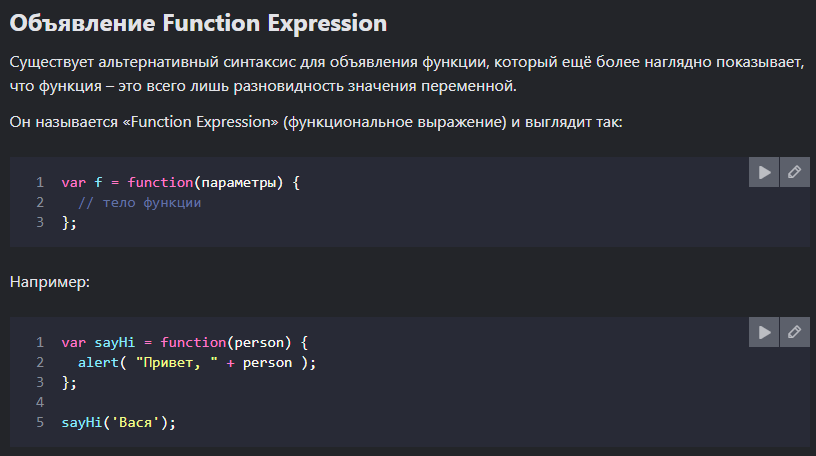 Объявление Function Expression
Существует альтернативный синтаксис для объявления функции, который ещё более наглядно показывает,
что функция – это всего лишь разновидность значения переменной.
Он называется «Function Expression» (функциональное выражение) и выглядит так:
1 var f = function(параметры) {
2   // тело функции
3 };
Например:
1 var sayHi = function(person) {
2   alert( "Привет, " + person );
3 };
4
5 sayHi('Вася');